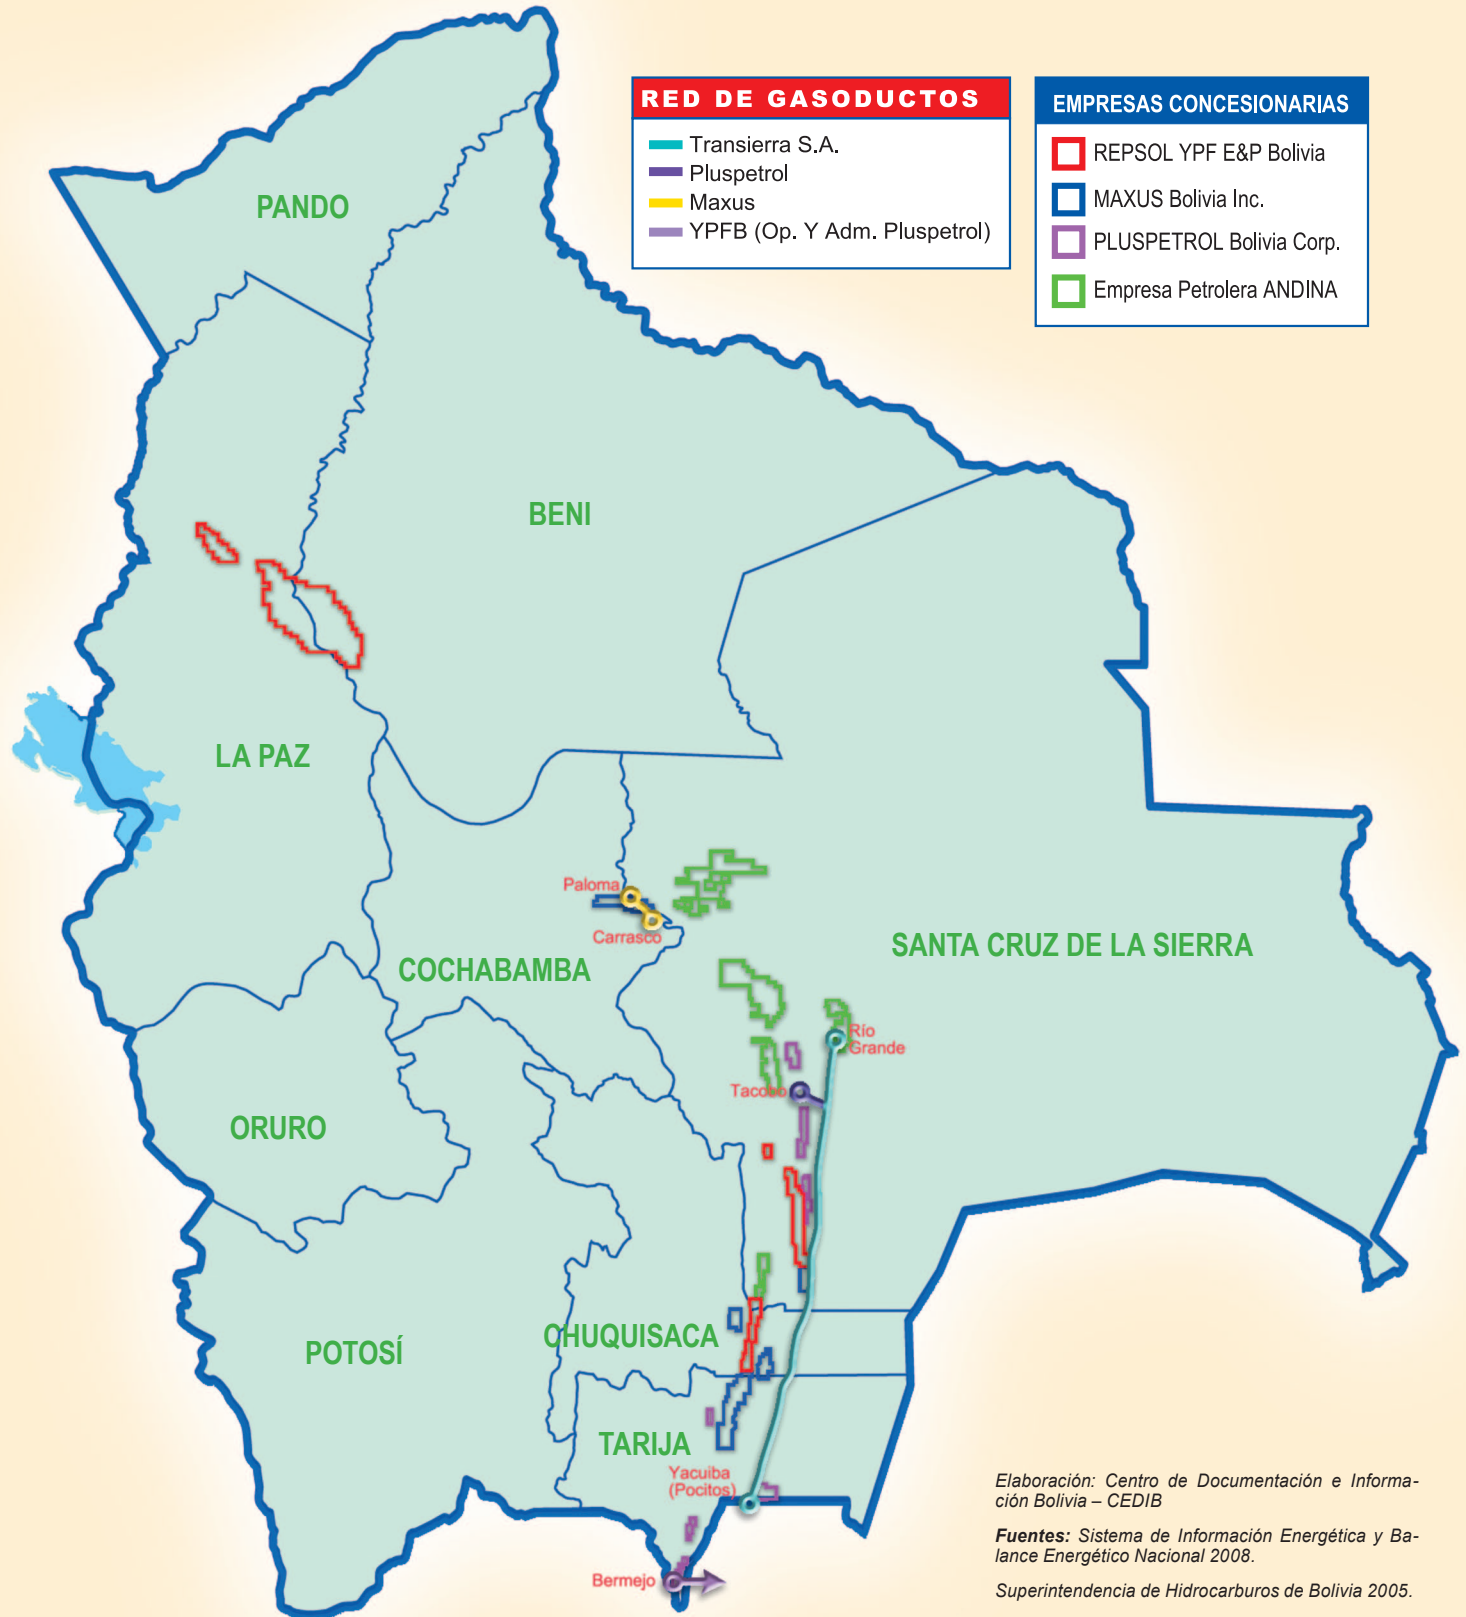 RED DE GASODUCTOS
Transierra S.A.
Pluspetrol
Maxus
YPFB (Op. Y Adm. Pluspetrol)
EMPRESAS CONCESIONARIAS
REPSOL YPF E&P Bolivia
MAXUS Bolivia Inc.
PLUSPETROL Bolivia Corp.
Empresa Petrolera ANDINA
PANDO
BENI
LA PAZ
Paloma
Carrasco
COCHABAMBA
SANTA CRUZ DE LA SIERRA
Río
Grande
Tacobo
ORURO
CHUQUISACA
POTOSÍ
TARIJA
Yacuiba
(Pocitos)
Bermejo
Elaboración: Centro de Documentación e Informa-
ción Bolivia – CEDIB
Fuentes: Sistema de Información Energética y Ba-
lance Energético Nacional 2008.
Superintendencia de Hidrocarburos de Bolivia 2005.